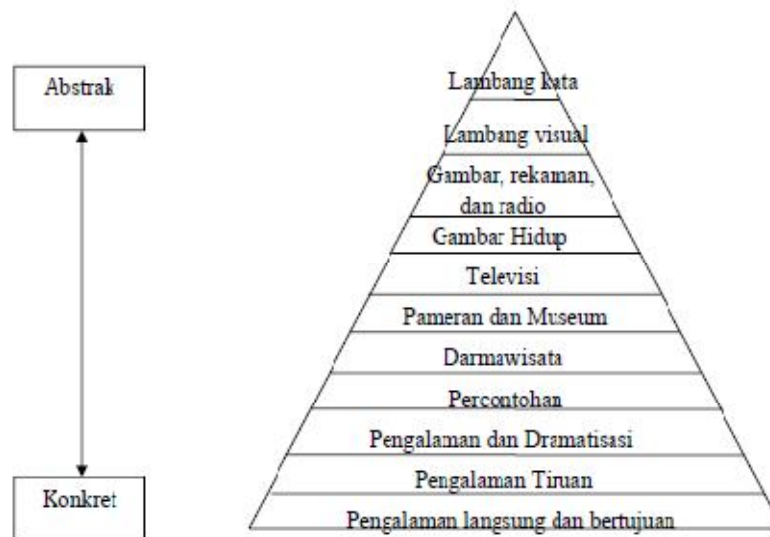 Abstrak
Lambang kata
Lambang visual
Gambar, rekaman,
dan radio
Gambar Hidup
Televisi
Pameran dan Museum
Darmawisata
Percontohan
Pengalaman dan Dramatisasi
Pengalaman Tiruan
Konkret
Pengalaman langsung dan bertujuan